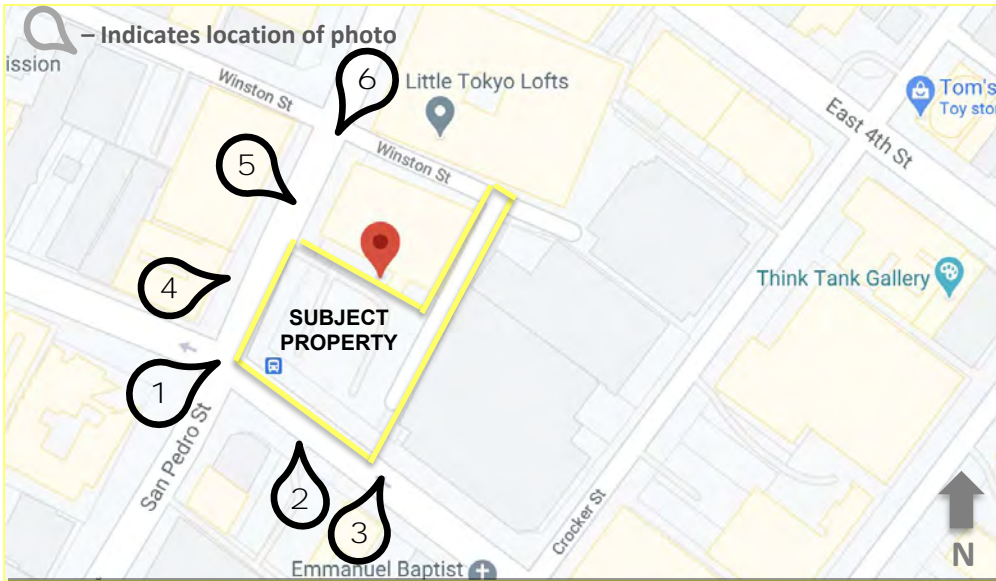 – Indicates location of photo
ission
Winston St
6
Little Tokyo Lofts
Tom's
Toy sto
East 4th St
5
Winston St
4
SUBJECT
PROPERTY
Think Tank Gallery
1
San Pedro St
2
3
Crocker St
Emmanuel Baptist
N